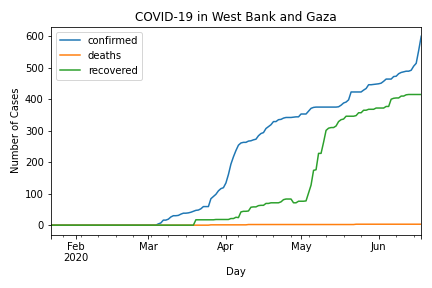 COVID-19 in West Bank and Gaza
confirmed
deaths
recovered
Number of Cases
600
500
400
300
200
100
0
Feb Mar Apr May Jun
2020
Day